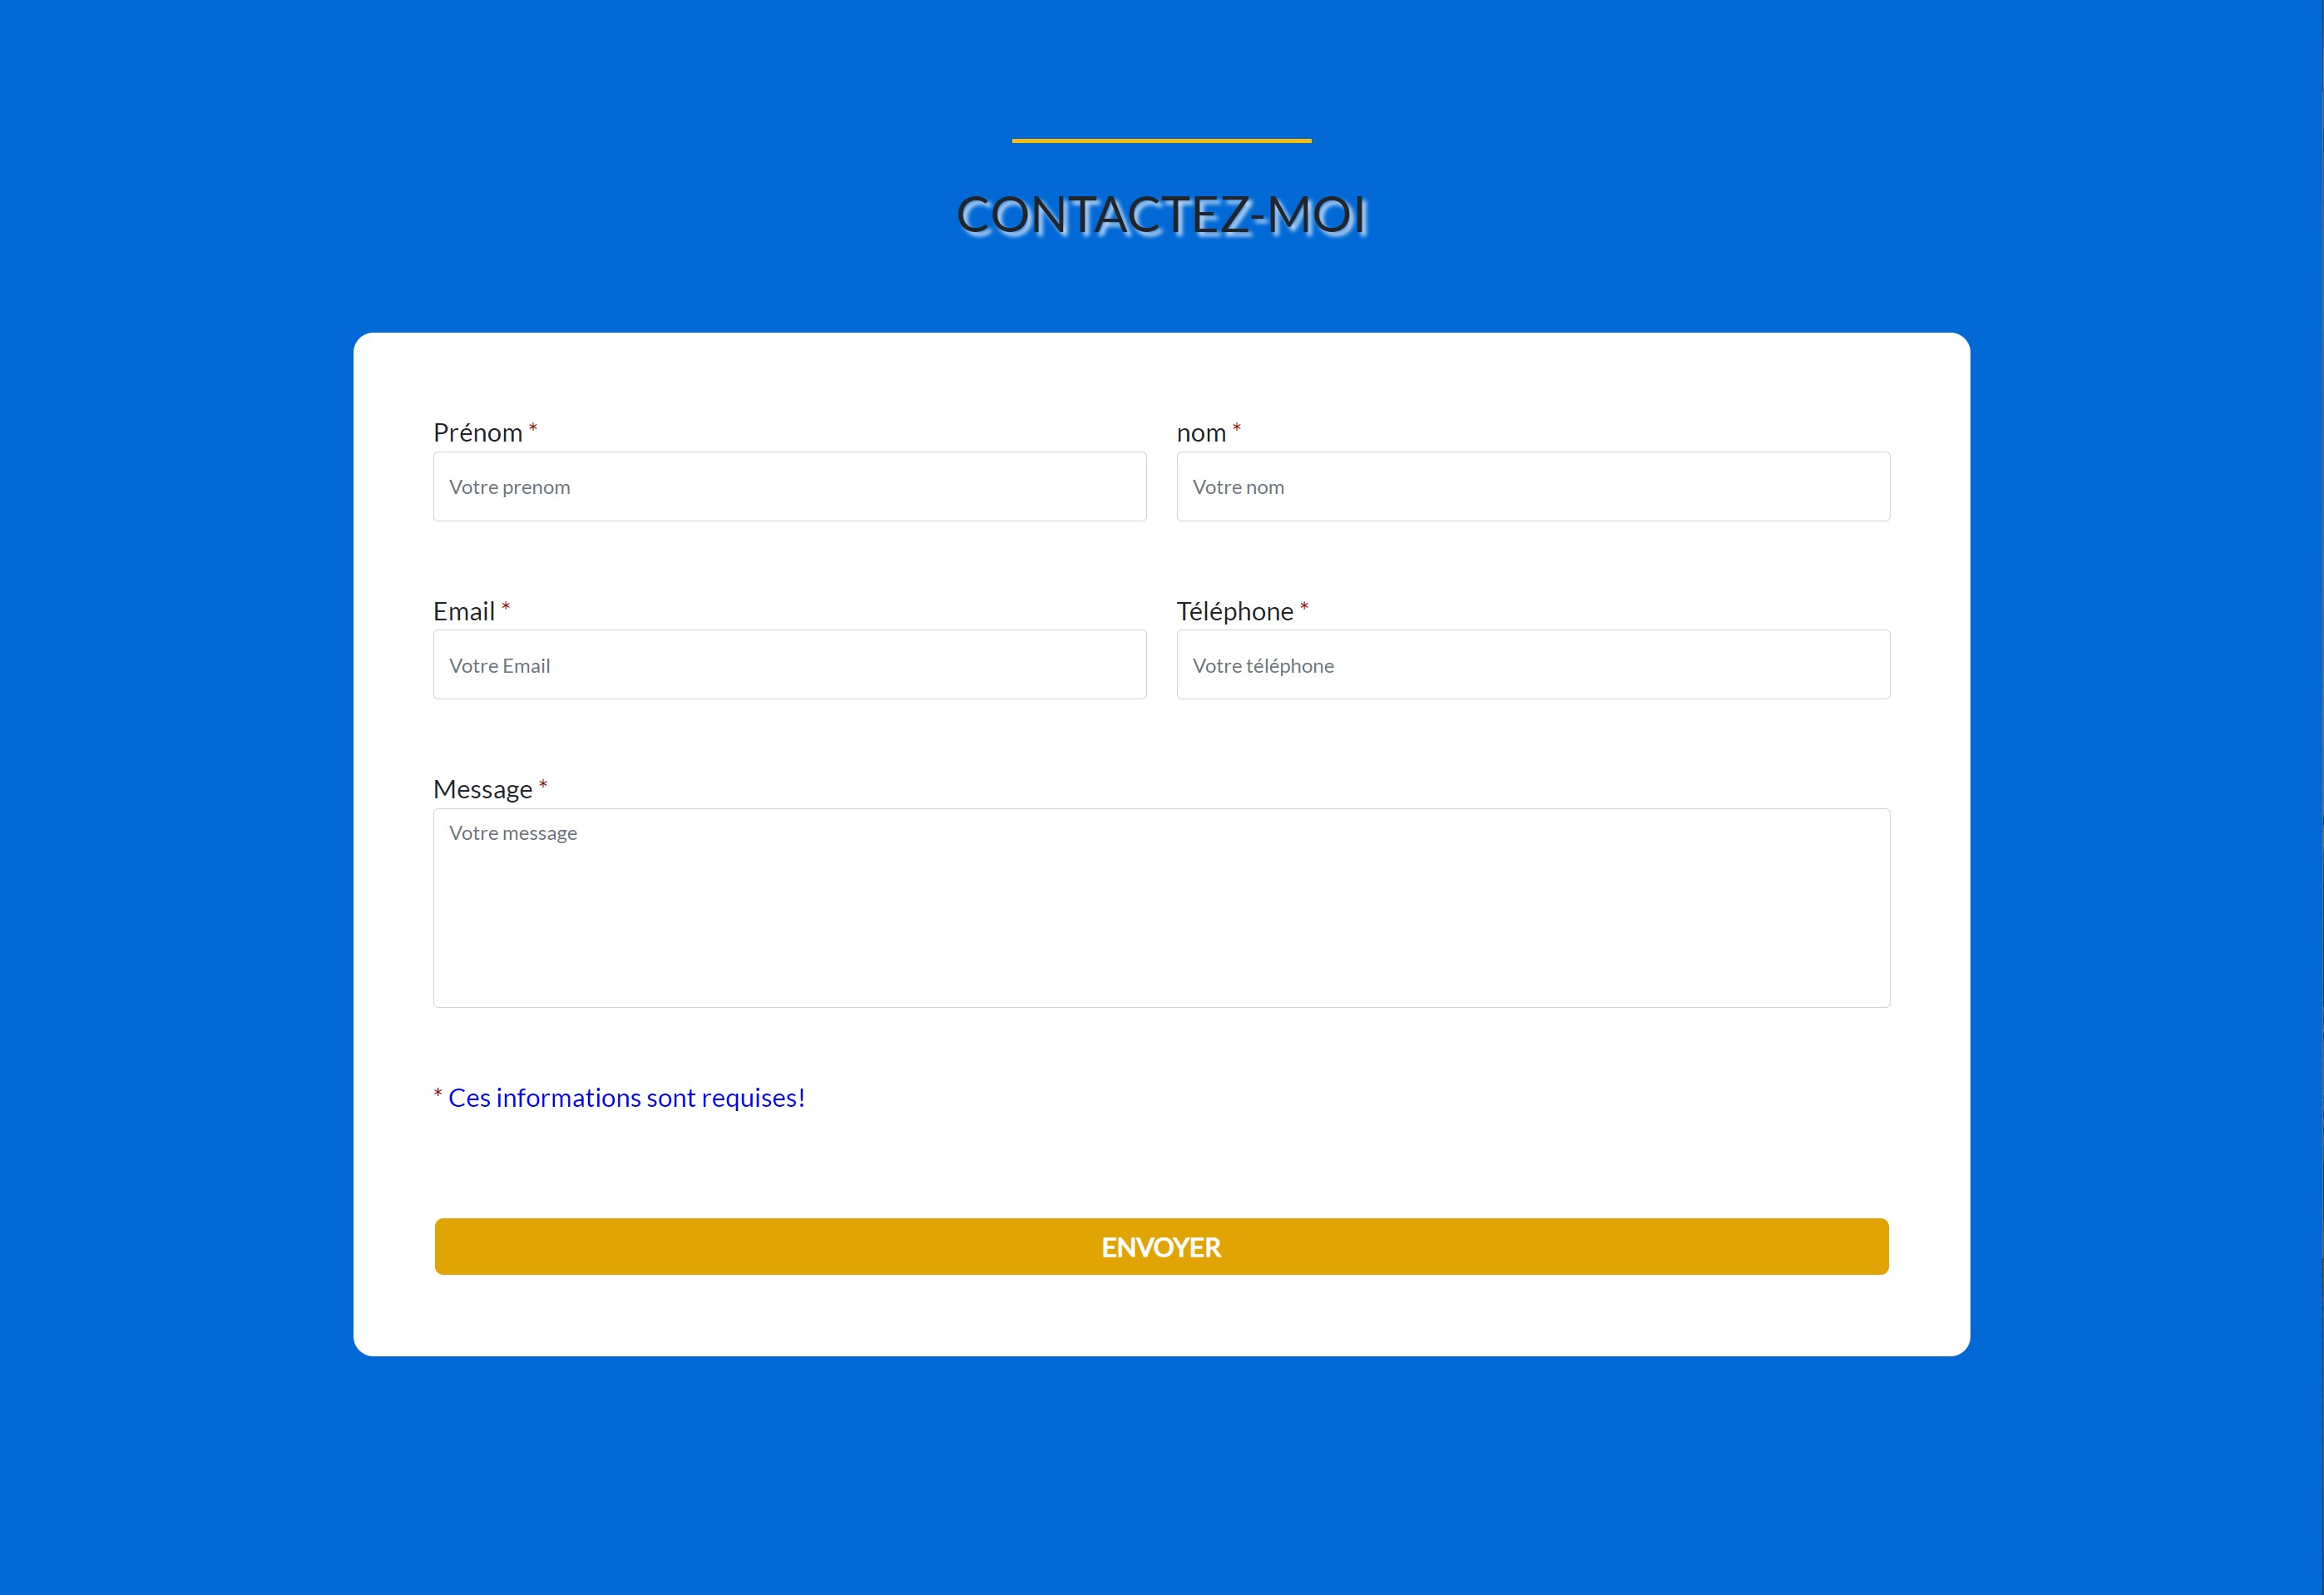 CONTACTEZ-MOI
Prénom *
nom *
Votre prenom
Votre nom
Email *
Téléphone *
Votre Email
Votre téléphone
Message *
Votre message
* Ces informations sont requises!
ENVOYER